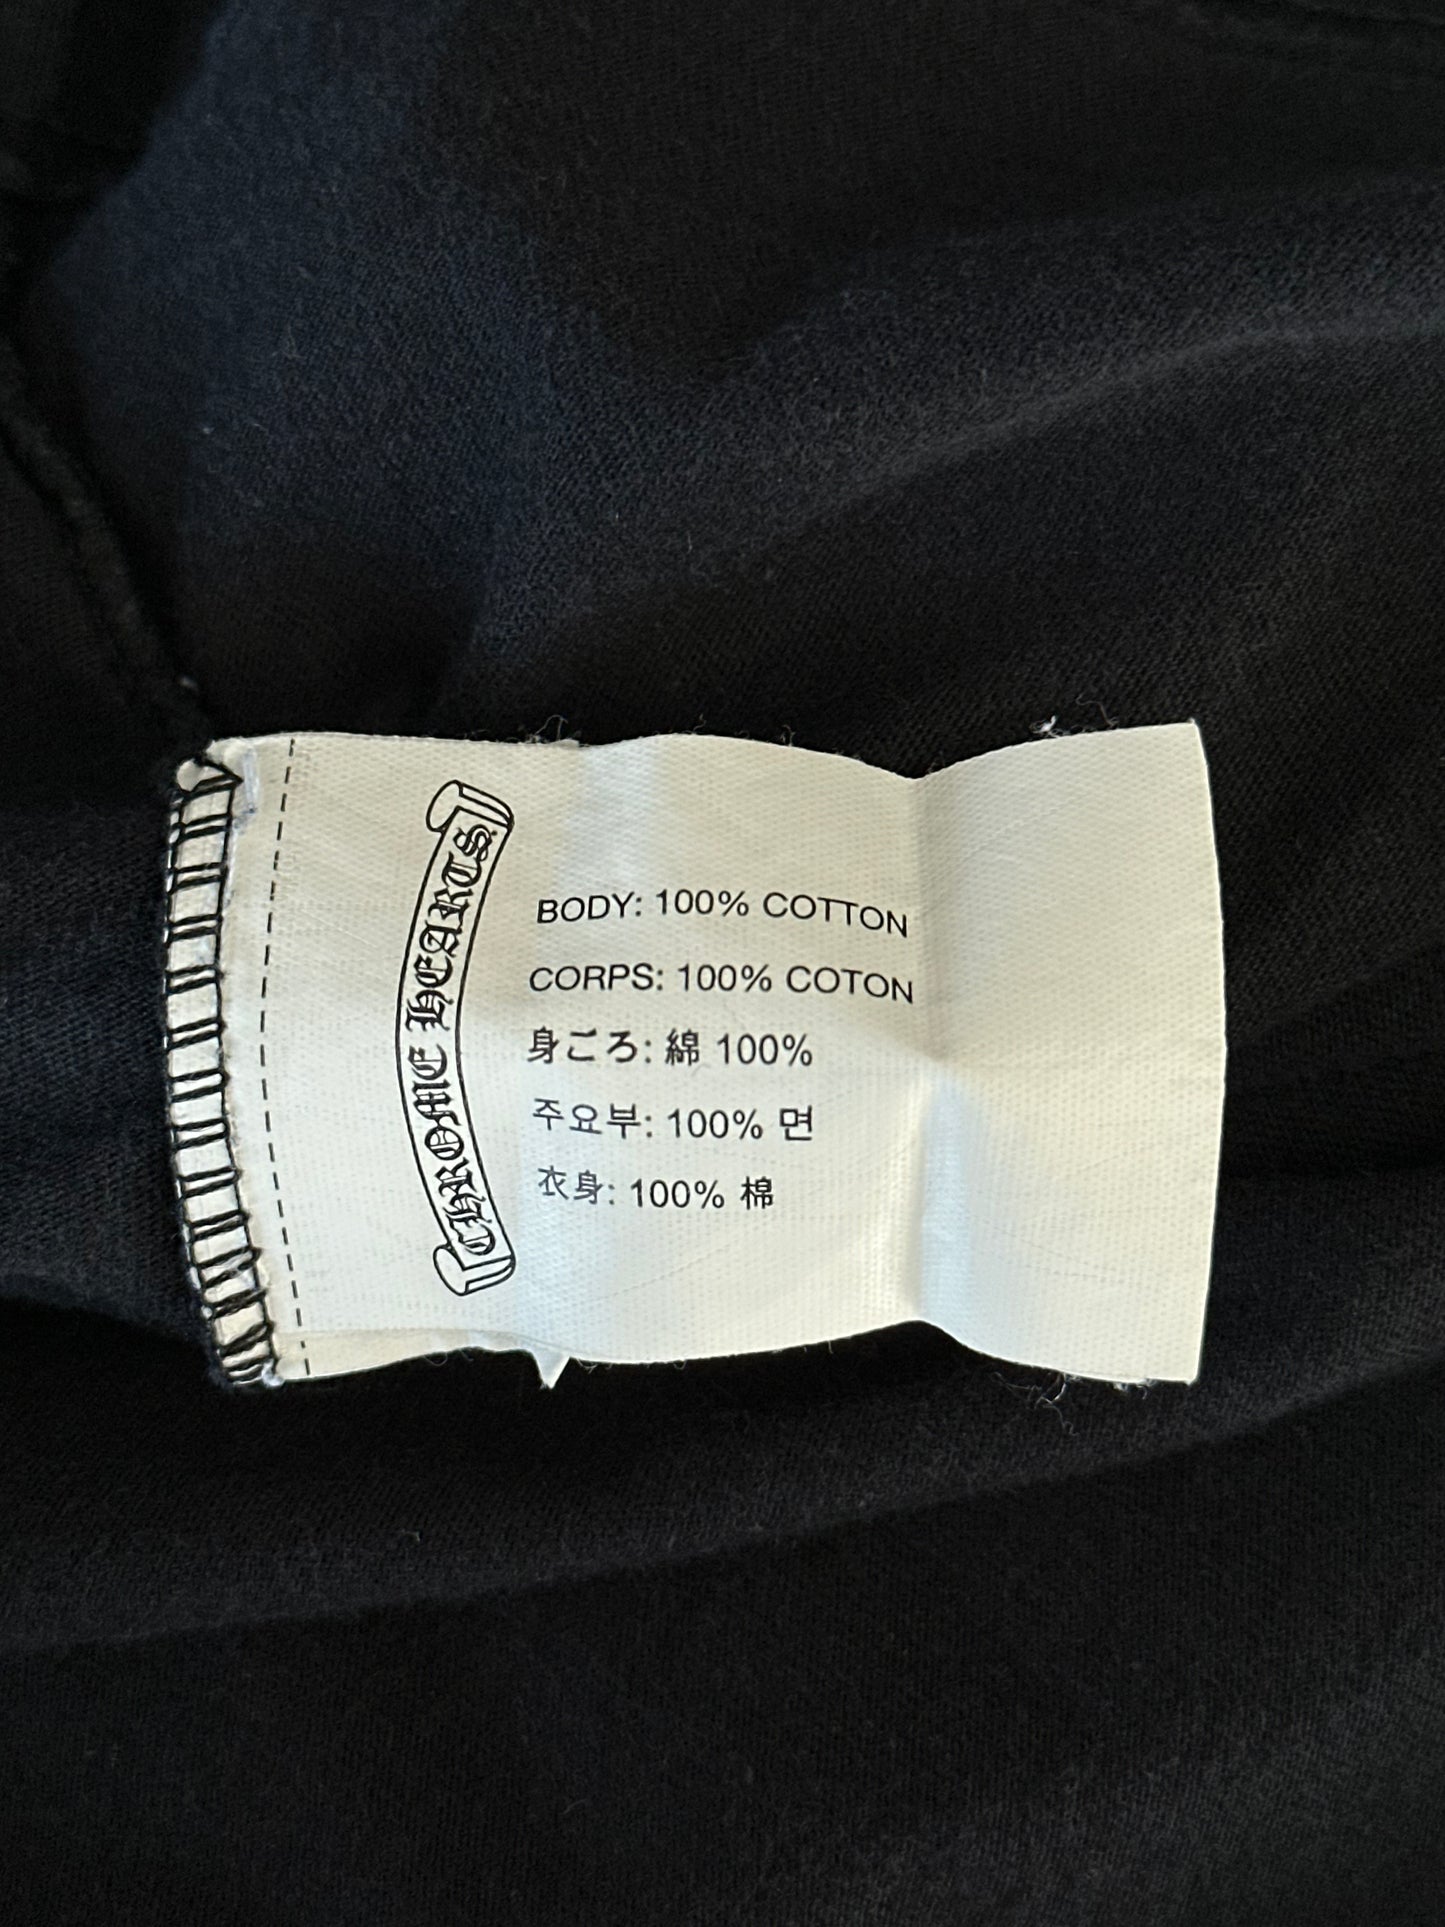 CHROME HEARTS
BODY: 100% COTTON
CORPS: 100% COTON
身ごろ: 綿 100%
주요부: 100% 면
衣身: 100% 棉